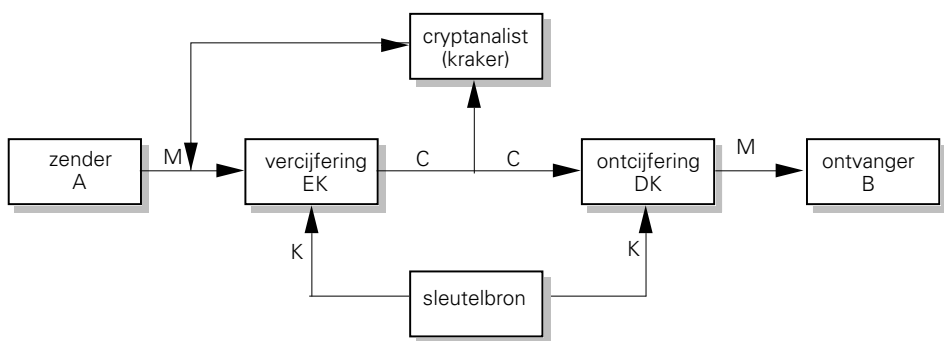 cryptanalist
(kraker)
zender
A
M
vercijfering
EK
C
C
ontcijfering
DK
M
ontvanger
B
K
K
sleutelbron